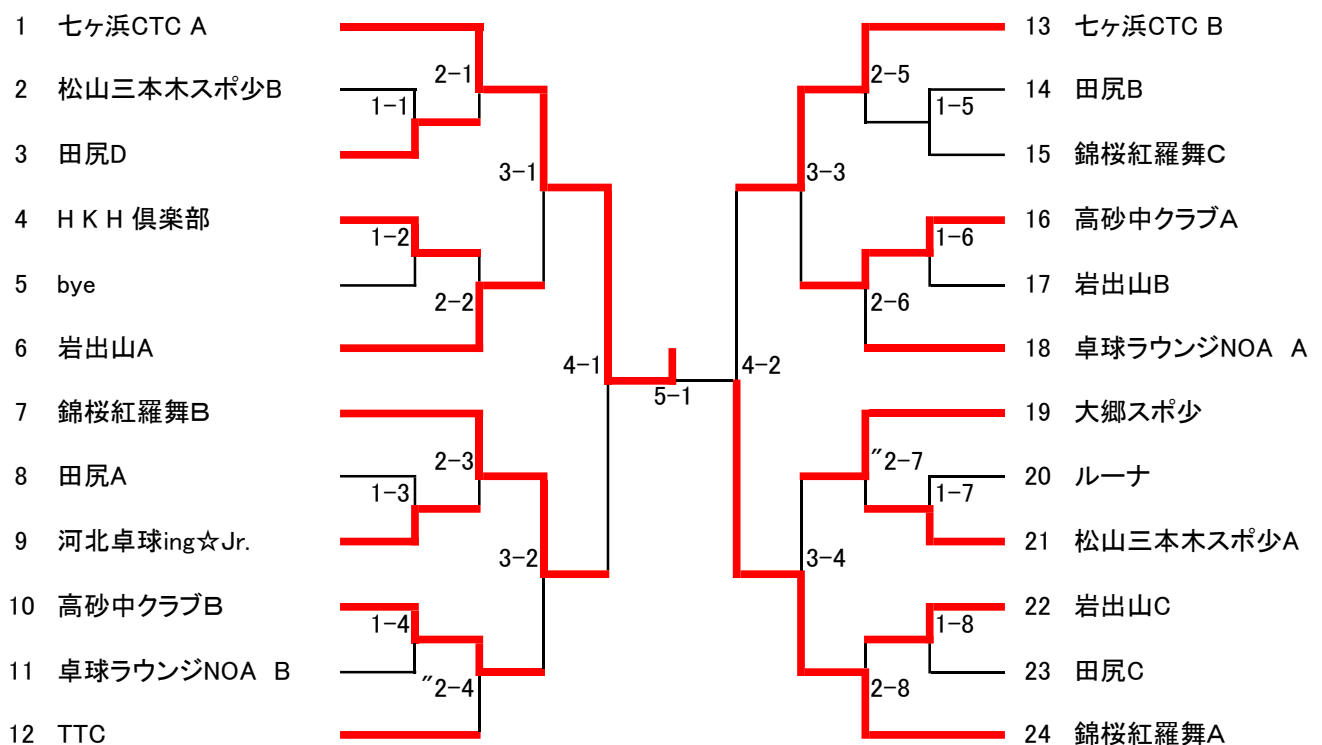 1 七ヶ浜CTC A
2 松山三本木スポ少B
3 田尻D
4 H K H 倶楽部
5 bye
6 岩出山A
7 錦桜紅羅舞B
8 田尻A
9 河北卓球ing☆Jr.
10 高砂中クラブB
11 卓球ラウンジNOA B
12 TTC
1-1
1-2
1-3
1-4
2-1
2-2
2-3
"2-4
3-1
3-2
4-1
5-1
4-2
3-3
3-4
2-5
2-6
"2-7
2-8
1-5
1-6
1-7
1-8
13 七ヶ浜CTC B
14 田尻B
15 錦桜紅羅舞C
16 高砂中クラブA
17 岩出山B
18 卓球ラウンジNOA A
19 大郷スポ少
20 ルーナ
21 松山三本木スポ少A
22 岩出山C
23 田尻C
24 錦桜紅羅舞A